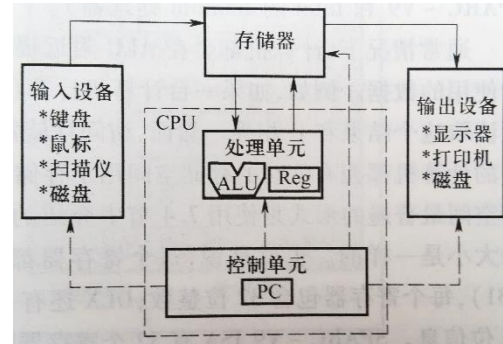 存储器
输入设备
*键盘
*鼠标
*扫描仪
*磁盘
CPU
处理单元
ALU
Reg
控制单元
PC
输出设备
*显示器
*打印机
*磁盘